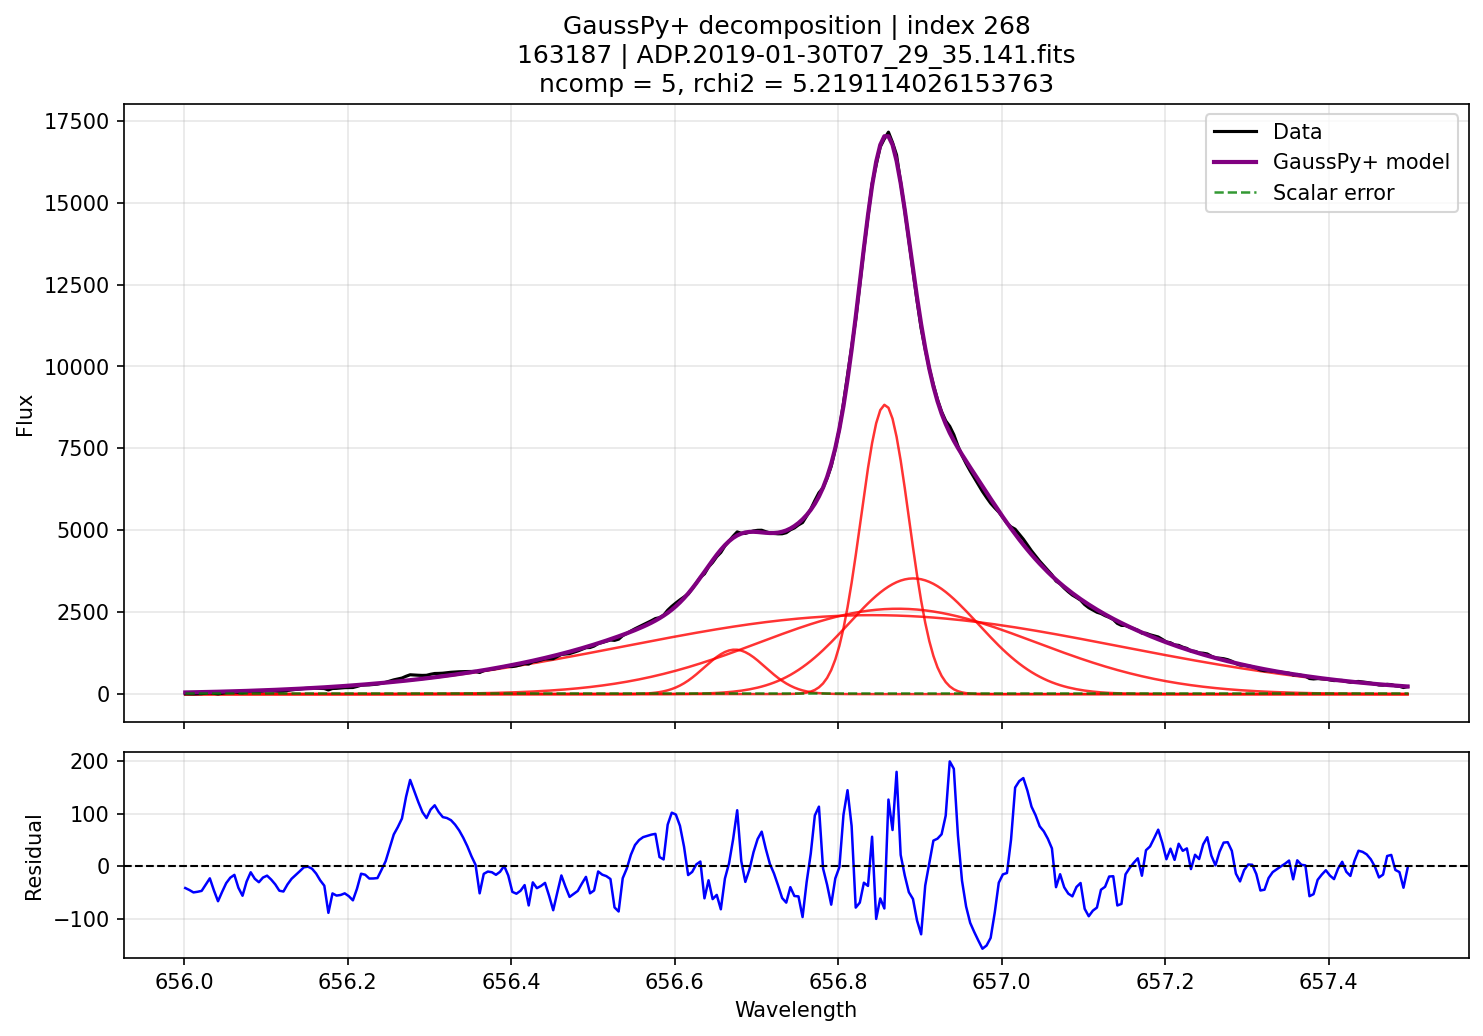 GaussPy+ decomposition | index 268
163187 | ADP.2019-01-30T07_29_35.141.fits
ncomp = 5, rchi2 = 5.219114026153763
Data
GaussPy+ model
Scalar error
Flux
17500
15000
12500
10000
7500
5000
2500
0
Residual
200
100
0
−100
656.0
656.2
656.4
656.6
656.8
657.0
657.2
657.4
Wavelength